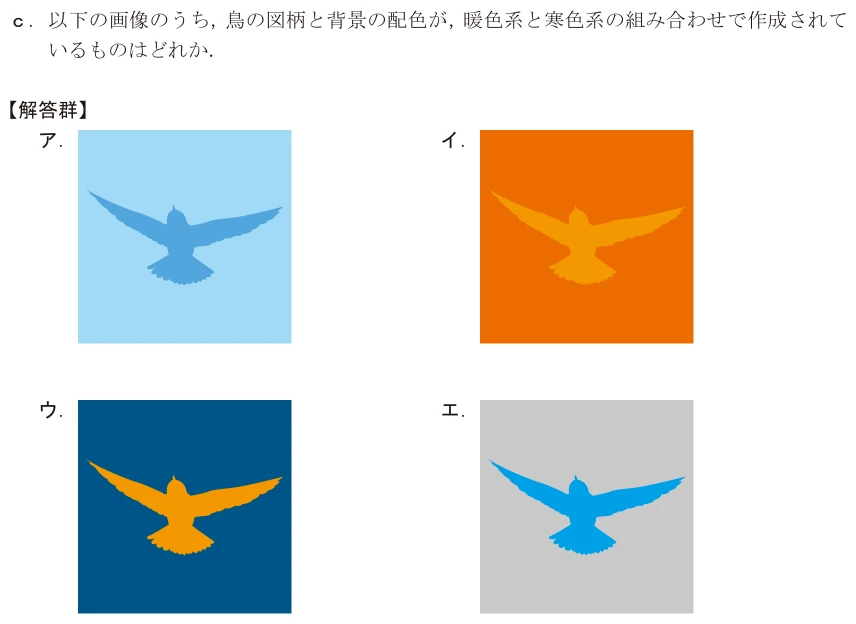 c．以下の画像のうち，鳥の図柄と背景の配色が，暖色系と寒色系の組み合わせで作成されて
いるものはどれか．
【解答群】
ア．
イ．
ウ．
エ．